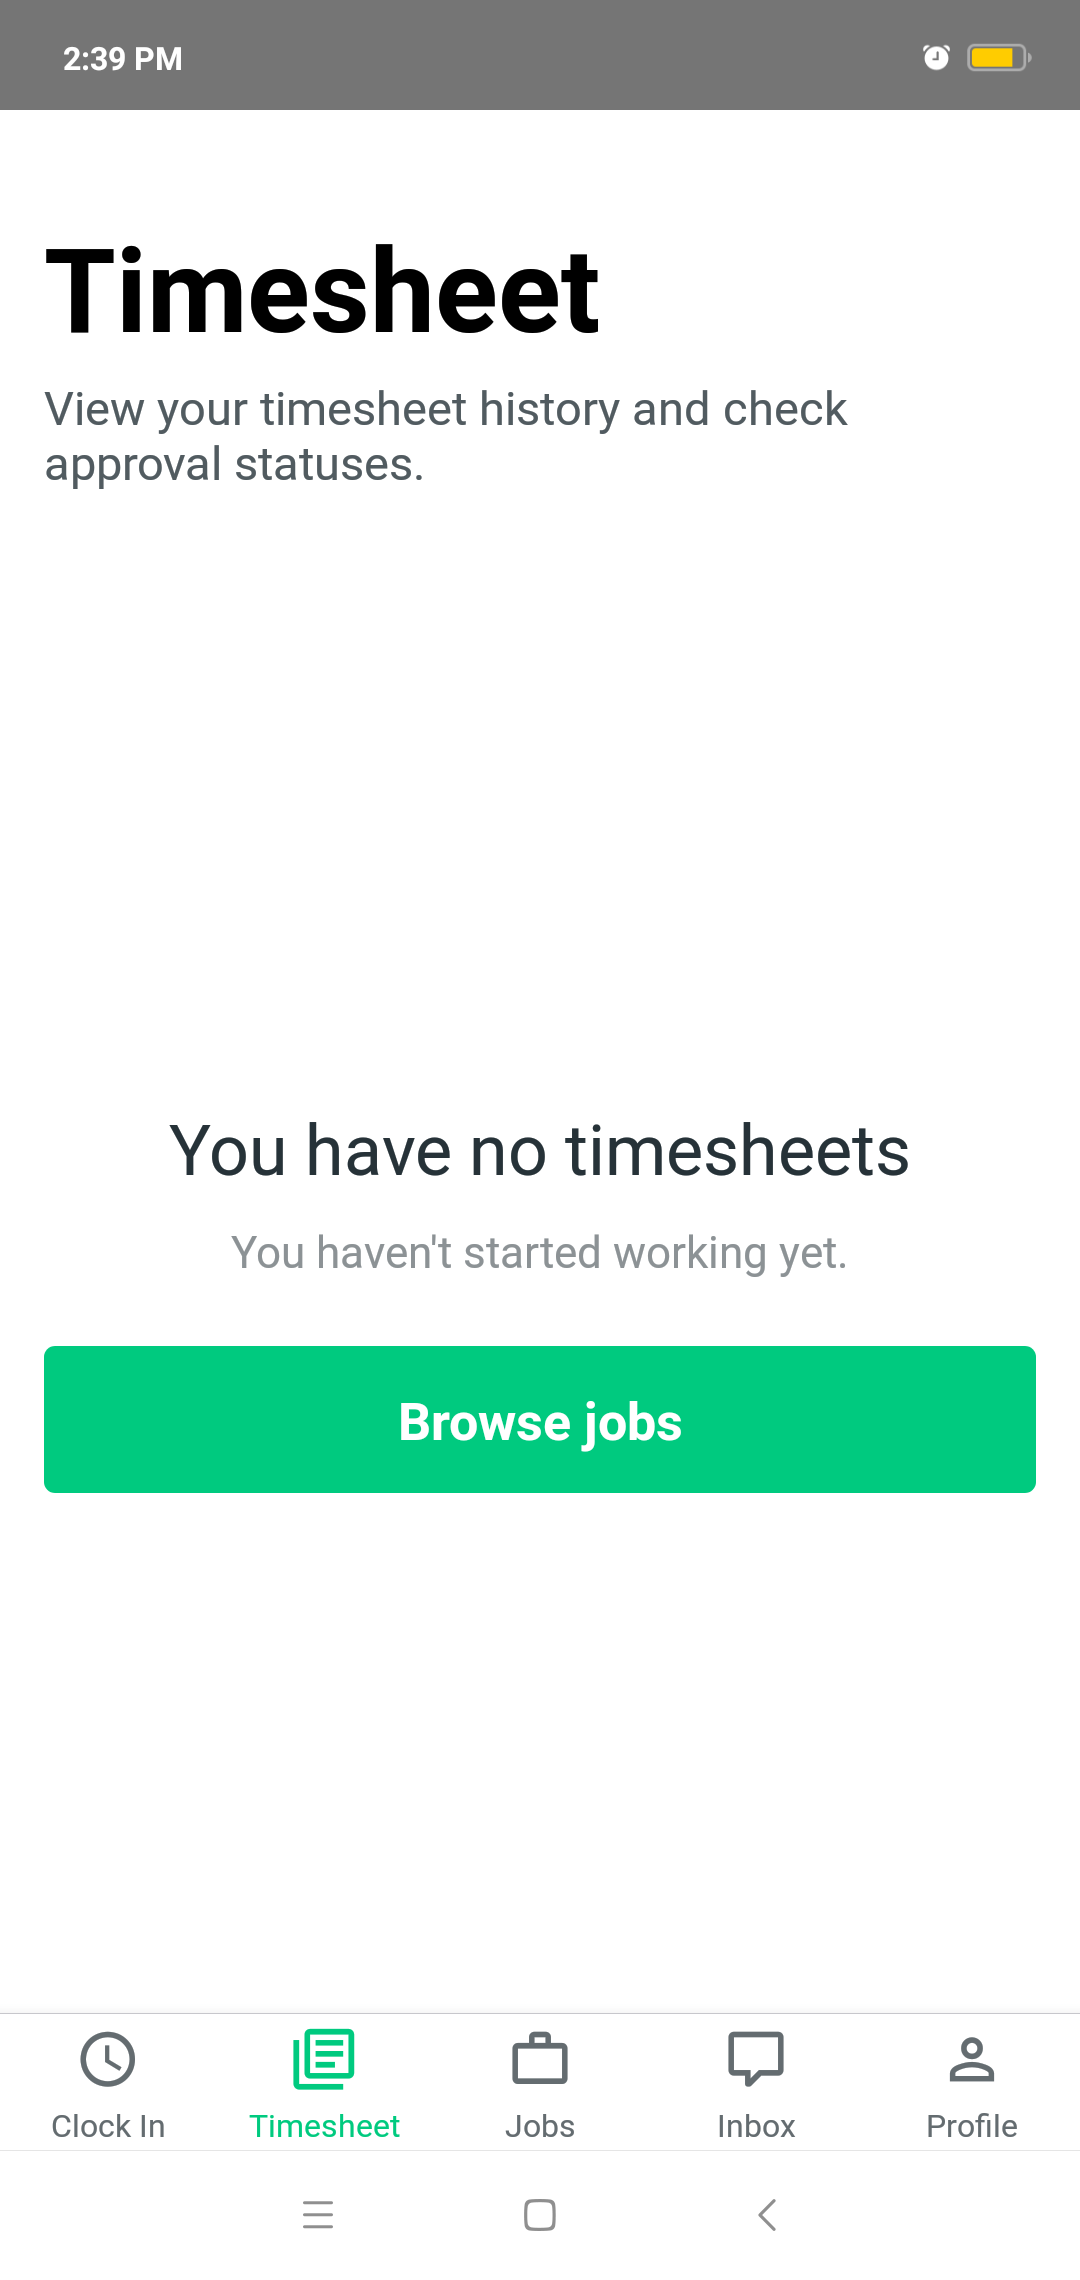 2:39 PM
Timesheet
View your timesheet history and check
approval statuses.
You have no timesheets
You haven't started working yet.
Browse jobs
Clock In
Timesheet
Jobs
Inbox
Profile